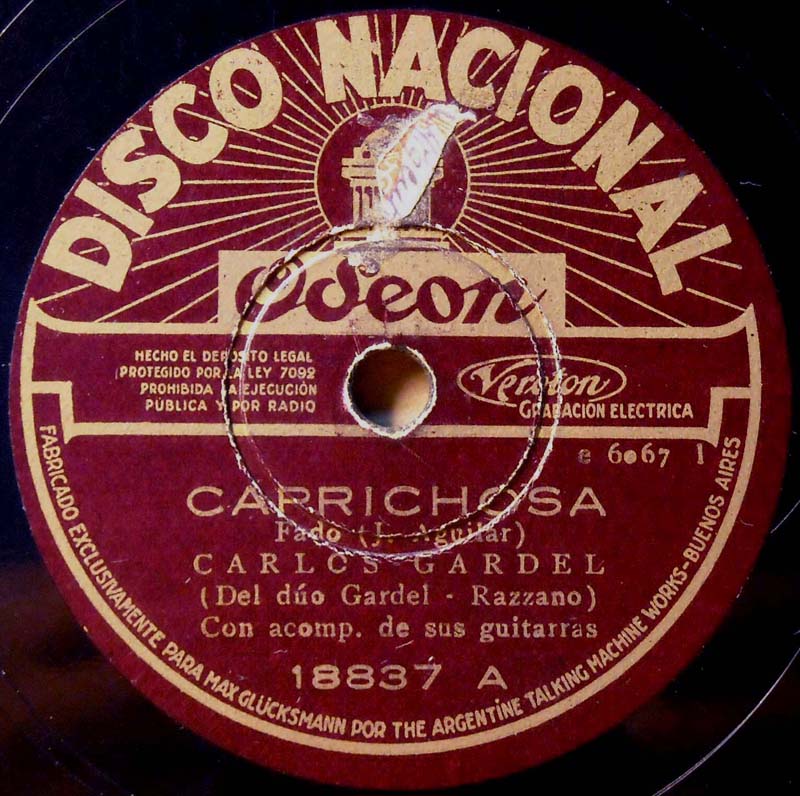 DISCO NACIONAL
Odeon
HECHO EL DEPOSITO LEGAL
PROTEGIDO POR LA LEY 7092
PROHIBIDA LA EJECUCIÓN
PÚBLICA Y POR RADIO
Veroton
GRABACIÓN ELECTRICA
e 6067 1
CAPRICHOSA
Fado (J. Aguilar)
CARLOS GARDEL
(Del dúo Gardel - Razzano)
Con acomp. de sus guitarras
18837 A
FABRICADO EXCLUSIVAMENTE PARA MAX GLÜCKSMANN POR THE ARGENTINE TALKING MACHINE WORKS-BUENOS AIRES